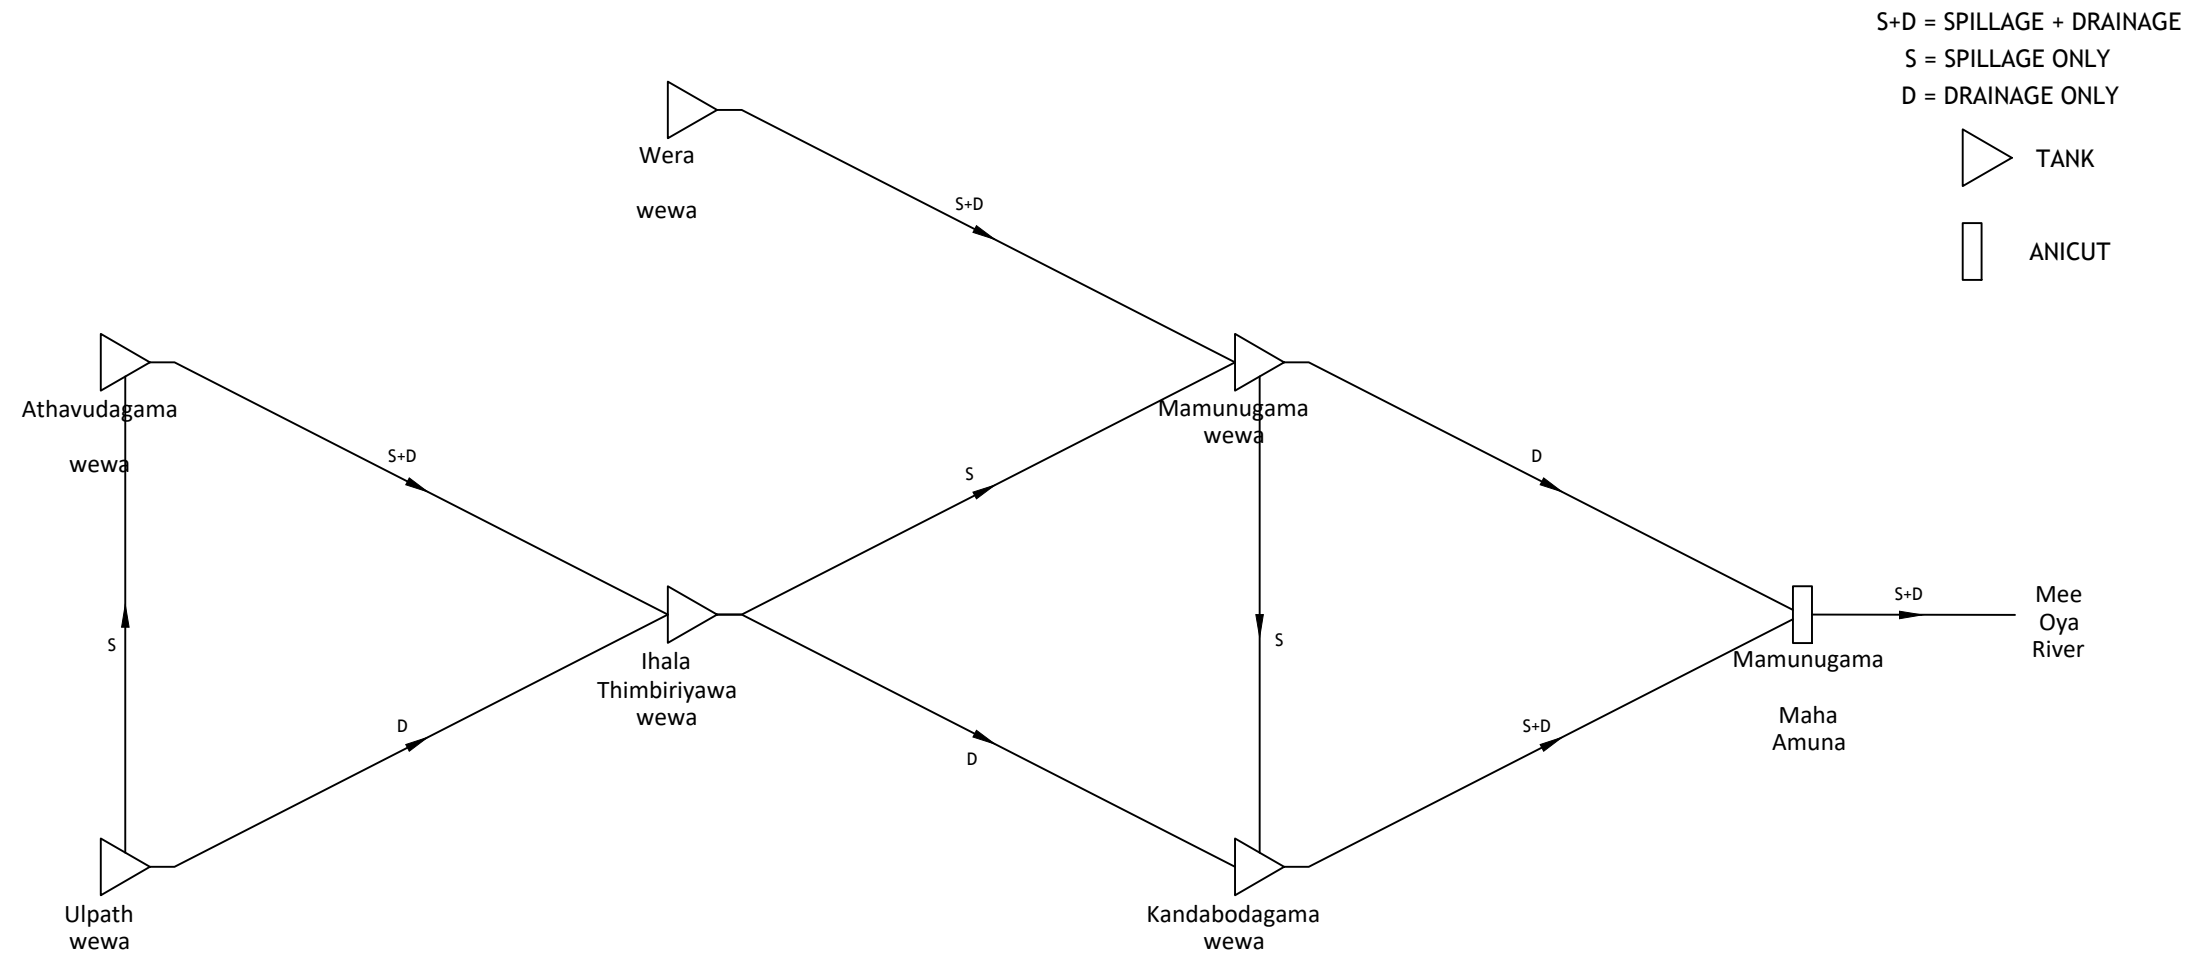 S+D = SPILLAGE + DRAINAGE
S = SPILLAGE ONLY
D = DRAINAGE ONLY
TANK
ANICUT
Wera
wewa
S+D
Athavudagama
wewa
S+D
S
Mamunugama
wewa
S
D
S
Ihala
Thimbiriyawa
wewa
D
D
Ulpath
wewa
Kandabodagama
wewa
S+D
Mamunugama
Maha
Amuna
S+D
Mee
Oya
River